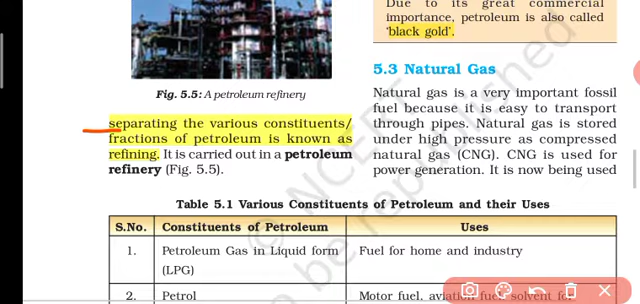 Due to its great commercial
importance, petroleum is also called
‘black gold’.
Fig. 5.5: A petroleum refinery
separating the various constituents/
fractions of petroleum is known as
refining. It is carried out in a petroleum
refinery (Fig. 5.5).
5.3 Natural Gas
Natural gas is a very important fossil
fuel because it is easy to transport
through pipes. Natural gas is stored
under high pressure as compressed
natural gas (CNG). CNG is used for
power generation. It is now being used
Table 5.1 Various Constituents of Petroleum and their Uses
S.No. Constituents of Petroleum Uses
1. Petroleum Gas in Liquid form Fuel for home and industry
(LPG)
2. Petrol Motor fuel, aviation fuel, solvent for